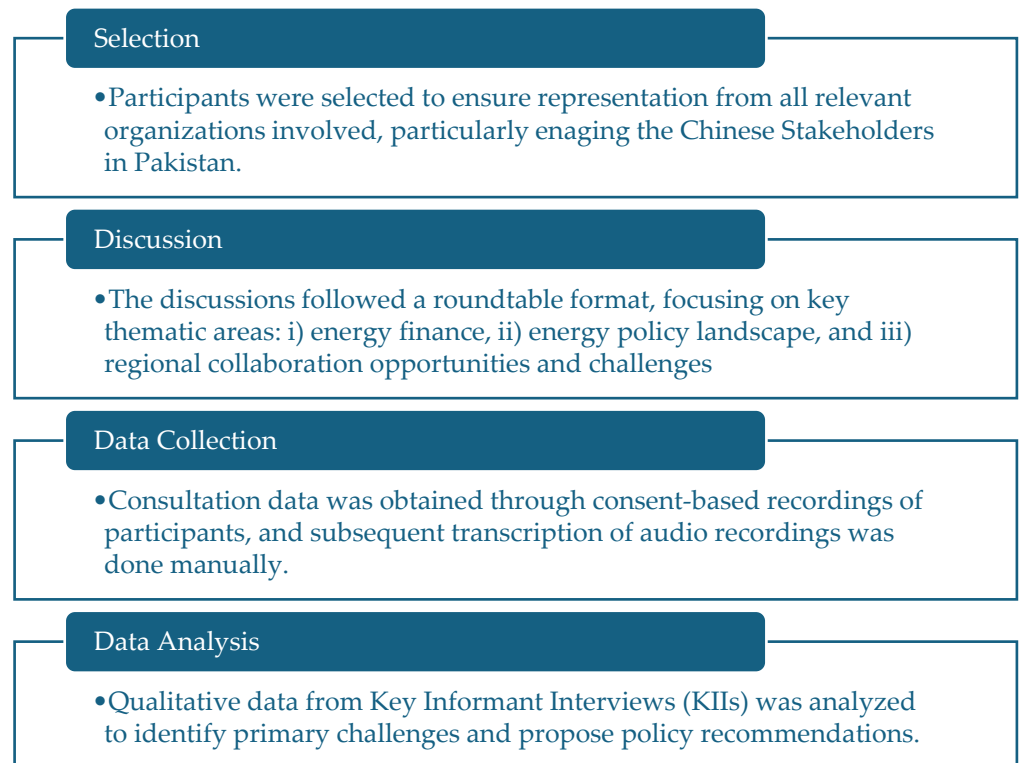 Selection
•Participants were selected to ensure representation from all relevant
organizations involved, particularly enaging the Chinese Stakeholders
in Pakistan.
Discussion
•The discussions followed a roundtable format, focusing on key
thematic areas: i) energy finance, ii) energy policy landscape, and iii)
regional collaboration opportunities and challenges
Data Collection
•Consultation data was obtained through consent-based recordings of
participants, and subsequent transcription of audio recordings was
done manually.
Data Analysis
•Qualitative data from Key Informant Interviews (KIIs) was analyzed
to identify primary challenges and propose policy recommendations.